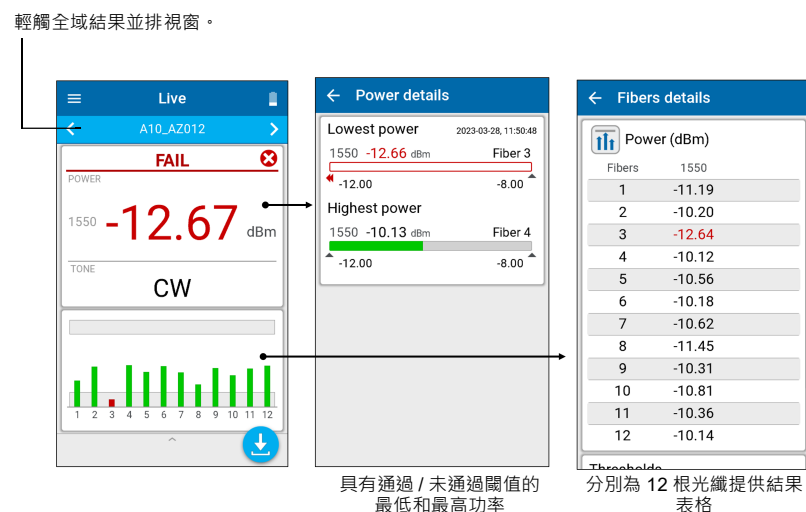 輕觸全域結果並排視窗。
Live
A10_AZ012
FAIL
POWER
1550 -12.67 dBm
TONE
CW
1 2 3 4 5 6 7 8 9 10 11 12
Power details
Lowest power 2023-03-28, 11:50:48
1550 -12.66 dBm Fiber 3
-12.00 -8.00
Highest power
1550 -10.13 dBm Fiber 4
-12.00 -8.00
具有通過 / 未通過閾值的
最低和最高功率
Fibers details
Power (dBm)
Fibers 1550
1 -11.19
2 -10.20
3 -12.64
4 -10.12
5 -10.56
6 -10.18
7 -10.62
8 -11.45
9 -10.31
10 -10.81
11 -10.36
12 -10.14
Thresholds
分別為 12 根光纖提供結果
表格